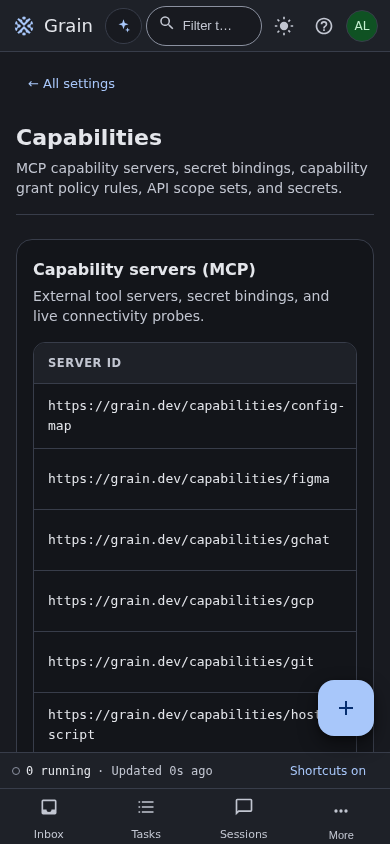 Grain
Filter t…
AL
← All settings
Capabilities
MCP capability servers, secret bindings, capability
grant policy rules, API scope sets, and secrets.
Capability servers (MCP)
External tool servers, secret bindings, and
live connectivity probes.
SERVER ID
https://grain.dev/capabilities/config-
map
https://grain.dev/capabilities/figma
https://grain.dev/capabilities/gchat
https://grain.dev/capabilities/gcp
https://grain.dev/capabilities/git
https://grain.dev/capabilities/host
script
0 running · Updated 0s ago
Shortcuts on
Inbox
Tasks
Sessions
More